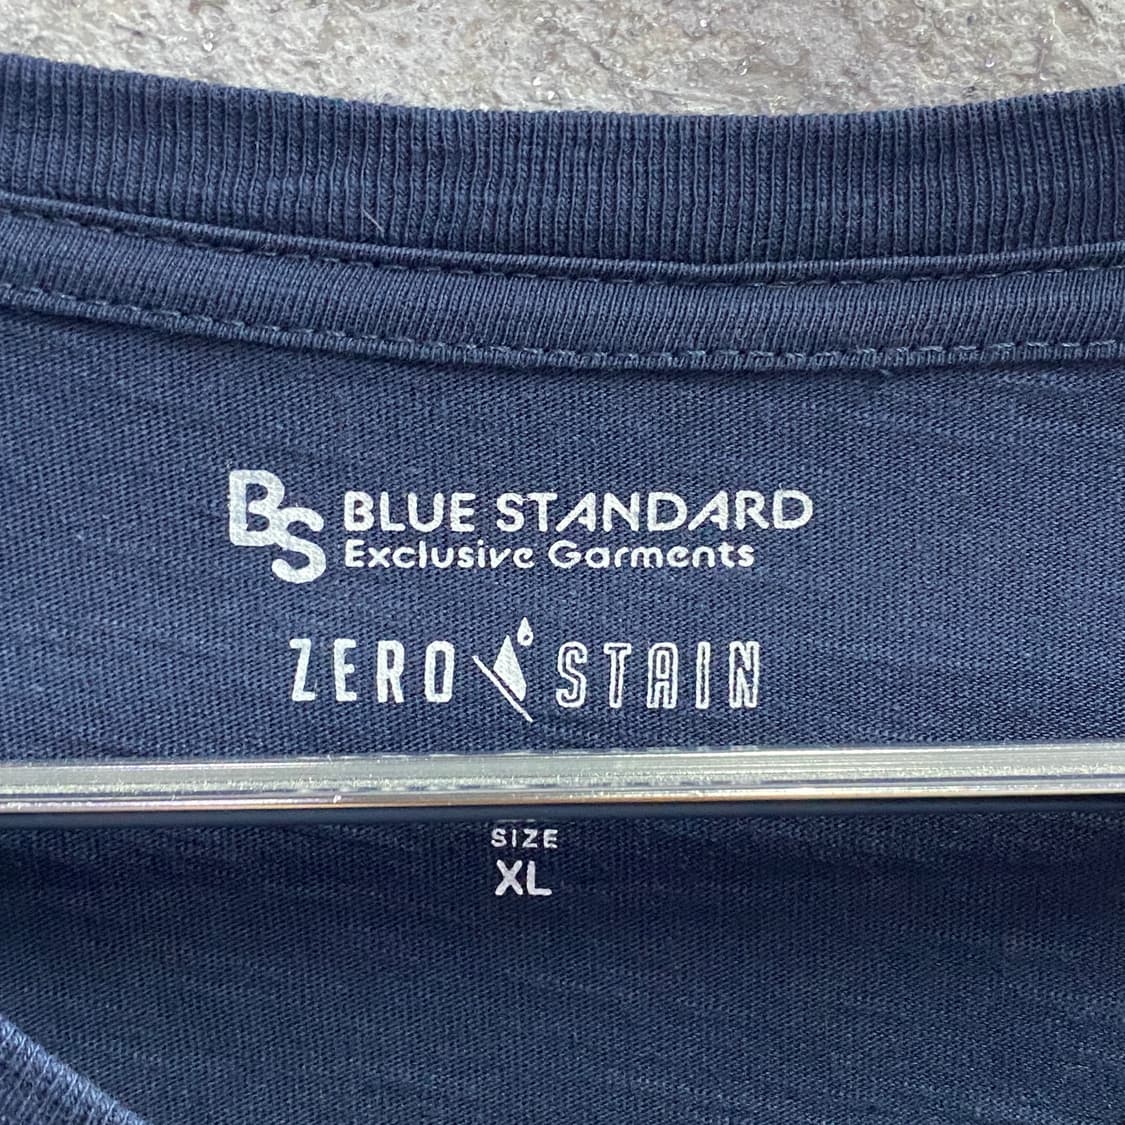 BS BLUE STANDARD
Exclusive Garments
ZERO STAIN
SIZE
XL